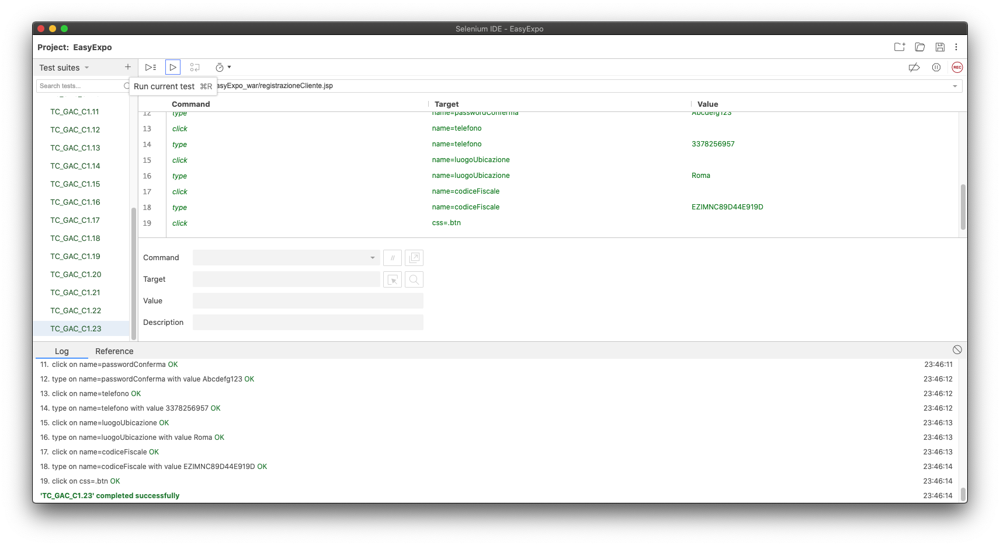 Selenium IDE - EasyExpo
Project: EasyExpo
Test suites
+
REC
Search tests...
Run current test ⌘R
asyExpo_war/registrazioneCliente.jsp
Command Target Value
TC_GAC_C1.11
TC_GAC_C1.12
TC_GAC_C1.13
TC_GAC_C1.14
TC_GAC_C1.15
TC_GAC_C1.16
TC_GAC_C1.17
TC_GAC_C1.18
TC_GAC_C1.19
TC_GAC_C1.20
TC_GAC_C1.21
TC_GAC_C1.22
TC_GAC_C1.23
12 type name=passwordConferma Abcdefg123
13 click name=telefono
14 type name=telefono 3378256957
15 click name=luogoUbicazione
16 type name=luogoUbicazione Roma
17 click name=codiceFiscale
18 type name=codiceFiscale EZIMNC89D44E919D
19 click css=.btn
Command //
Target
Value
Description
Log Reference
11. click on name=passwordConferma OK 23:46:11
12. type on name=passwordConferma with value Abcdefg123 OK 23:46:12
13. click on name=telefono OK 23:46:12
14. type on name=telefono with value 3378256957 OK 23:46:12
15. click on name=luogoUbicazione OK 23:46:13
16. type on name=luogoUbicazione with value Roma OK 23:46:13
17. click on name=codiceFiscale OK 23:46:13
18. type on name=codiceFiscale with value EZIMNC89D44E919D OK 23:46:14
19. click on css=.btn OK 23:46:14
'TC_GAC_C1.23' completed successfully 23:46:14